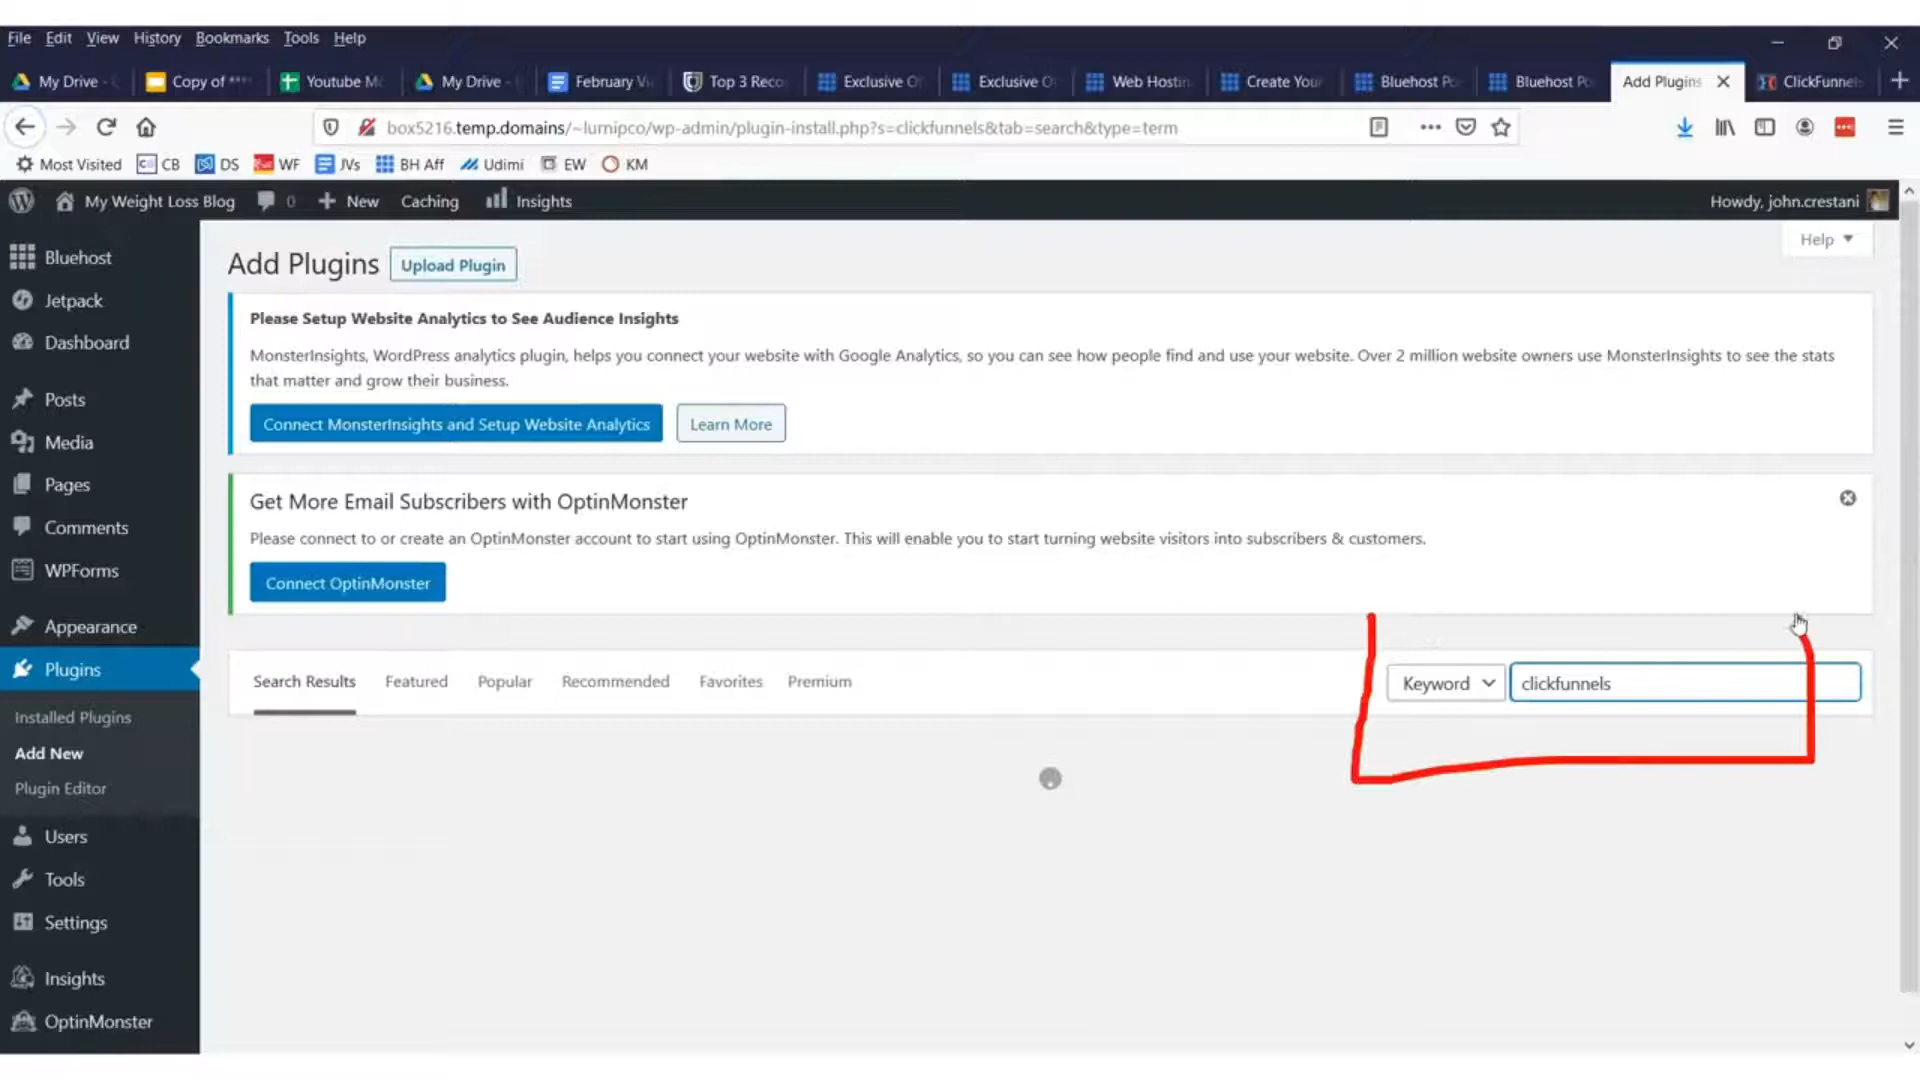 File Edit View History Bookmarks Tools Help
My Drive - Copy of **** Youtube Mo My Drive - February Vi Top 3 Reco Exclusive O Exclusive O Web Hostin Create Your Bluehost Po Bluehost Po Add Plugins ClickFunnels
box5216.temp.domains/~lurnipco/wp-admin/plugin-install.php?s=clickfunnels&tab=search&type=term
Most Visited CB DS WF JVs BH Aff Udimi EW KM
My Weight Loss Blog 0 + New Caching Insights Howdy, john.crestani
Help
Bluehost
Jetpack
Dashboard
Posts
Media
Pages
Comments
WPForms
Appearance
Plugins
Installed Plugins
Add New
Plugin Editor
Users
Tools
Settings
Insights
OptinMonster
Add Plugins Upload Plugin
Please Setup Website Analytics to See Audience Insights
MonsterInsights, WordPress analytics plugin, helps you connect your website with Google Analytics, so you can see how people find and use your website. Over 2 million website owners use MonsterInsights to see the stats
that matter and grow their business.
Connect MonsterInsights and Setup Website Analytics Learn More
Get More Email Subscribers with OptinMonster
Please connect to or create an OptinMonster account to start using OptinMonster. This will enable you to start turning website visitors into subscribers & customers.
Connect OptinMonster
Search Results Featured Popular Recommended Favorites Premium Keyword clickfunnels